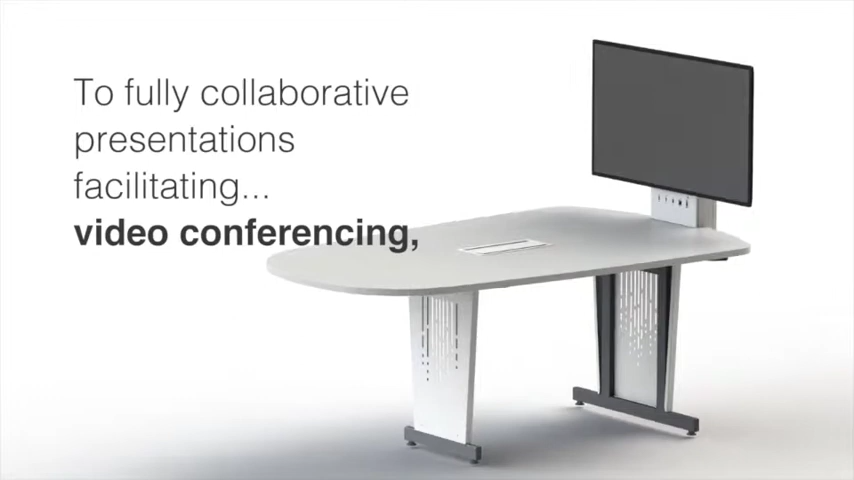 To fully collaborative
presentations
facilitating...
video conferencing,